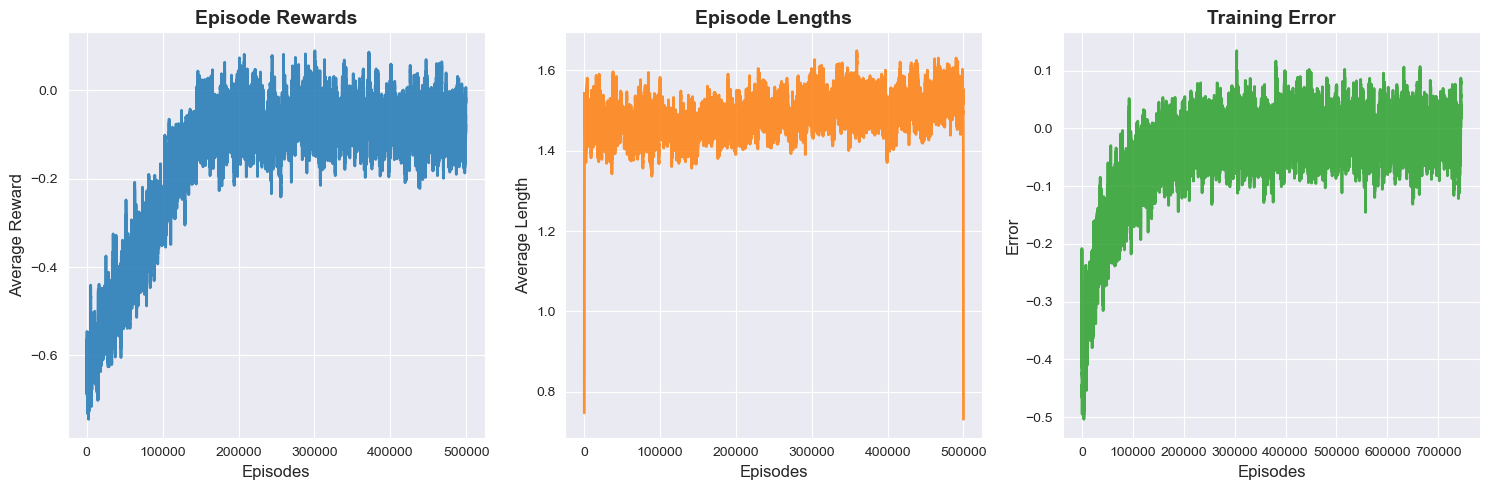 Episode Rewards
Average Reward
0.0
−0.2
−0.4
−0.6
0 100000 200000 300000 400000 500000
Episodes
Episode Lengths
Average Length
1.6
1.4
1.2
1.0
0.8
0 100000 200000 300000 400000 500000
Episodes
Training Error
Error
0.1
0.0
−0.1
−0.2
−0.3
−0.4
−0.5
0 100000 200000 300000 400000 500000 600000 700000
Episodes